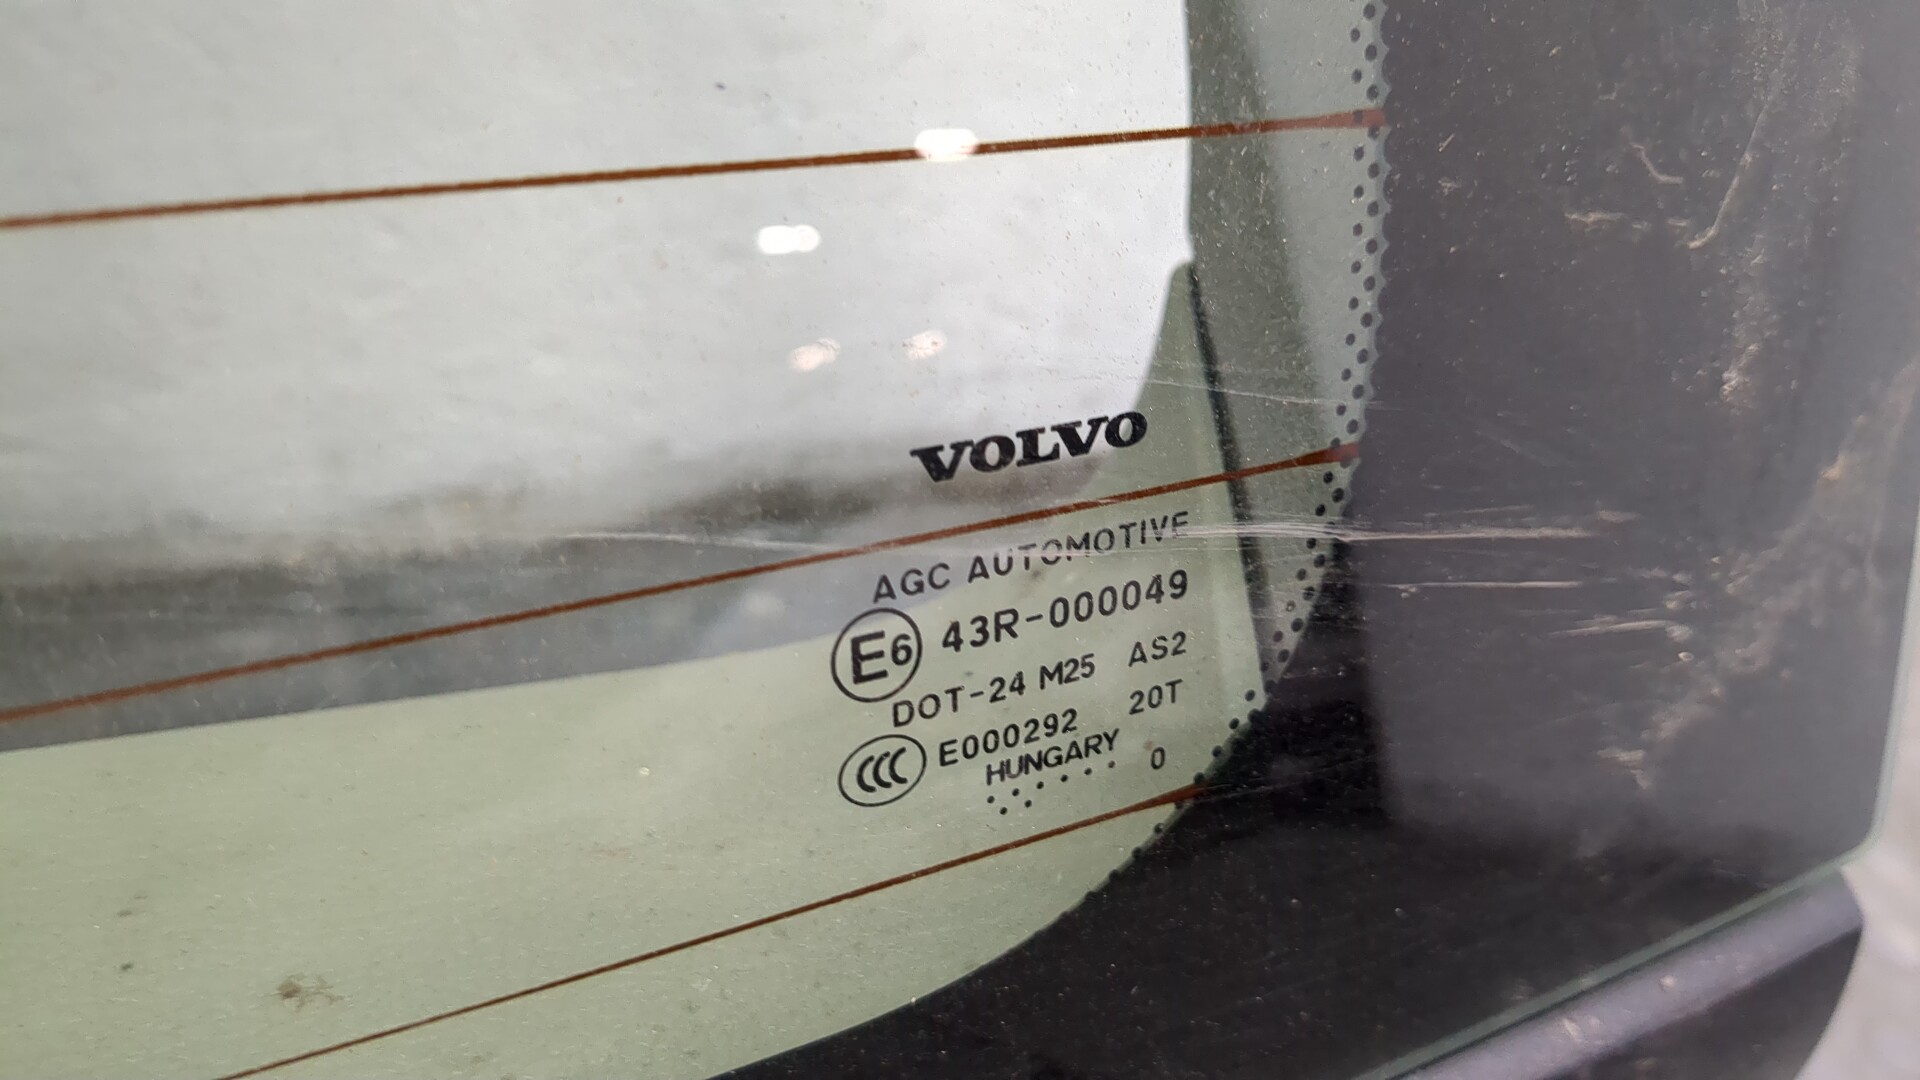 VOLVO
AGC AUTOMOTIVE
E6 43R-000049
DOT-24 M25 AS2
CCC E000292 20T
HUNGARY
0